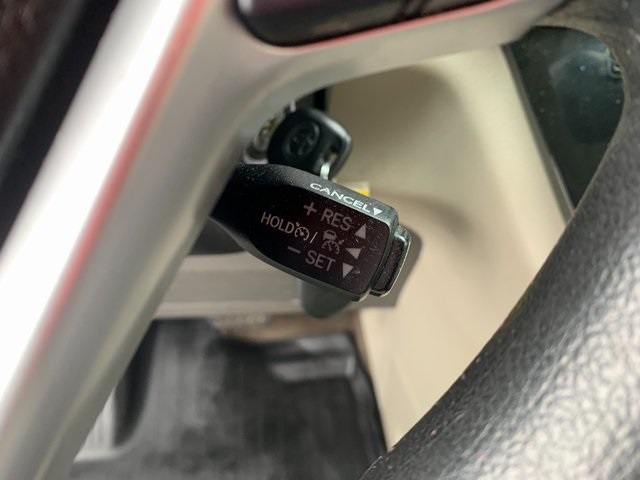 CANCEL▼
+ RES▲
HOLD / ◀
− SET▼